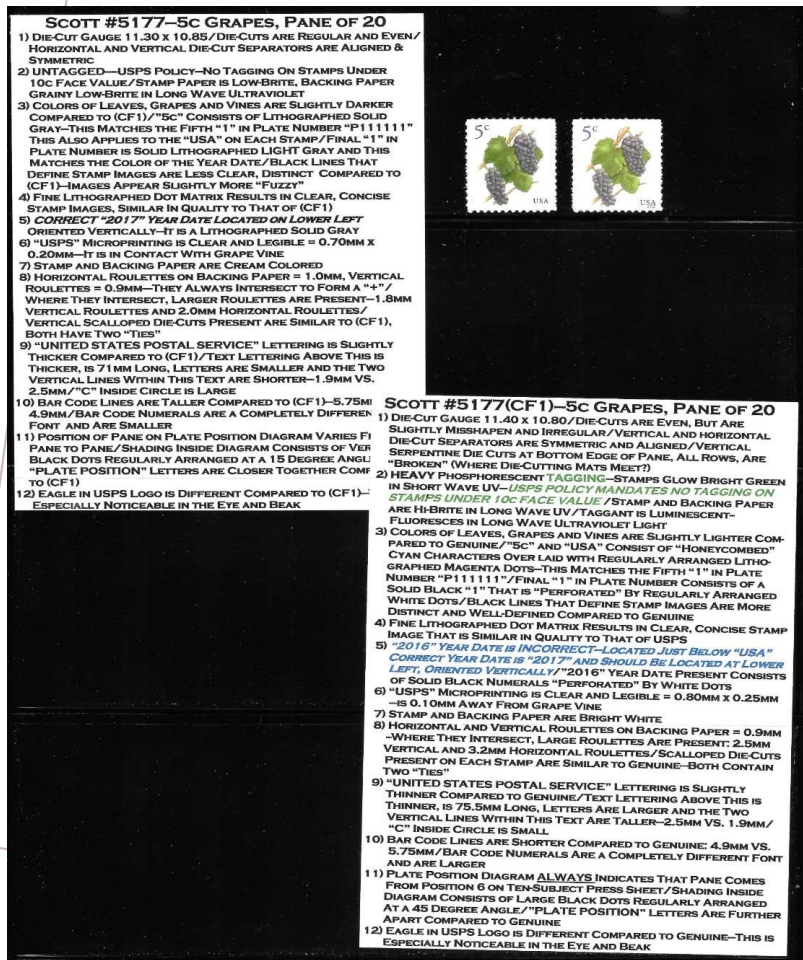 SCOTT #5177—5C GRAPES, PANE OF 20
1) DIE-CUT GAUGE 11.30 X 10.85/DIE-CUTS ARE REGULAR AND EVEN/
HORIZONTAL AND VERTICAL DIE-CUT SEPARATORS ARE ALIGNED &
SYMMETRIC
2) UNTAGGED—USPS POLICY—NO TAGGING ON STAMPS UNDER
10C FACE VALUE/STAMP PAPER IS LOW-BRITE, BACKING PAPER
GRAINY LOW-BRITE IN LONG WAVE ULTRAVIOLET
3) COLORS OF LEAVES, GRAPES AND VINES ARE SLIGHTLY DARKER
COMPARED TO (CF1)/"5C" CONSISTS OF LITHOGRAPHED SOLID
GRAY—THIS MATCHES THE FIFTH "1" IN PLATE NUMBER "P111111"
THIS ALSO APPLIES TO THE "USA" ON EACH STAMP/FINAL "1" IN
PLATE NUMBER IS SOLID LITHOGRAPHED LIGHT GRAY AND THIS
MATCHES THE COLOR OF THE YEAR DATE/BLACK LINES THAT
DEFINE STAMP IMAGES ARE LESS CLEAR, DISTINCT COMPARED TO
(CF1)—IMAGES APPEAR SLIGHTLY MORE "FUZZY"
4) FINE LITHOGRAPHED DOT MATRIX RESULTS IN CLEAR, CONCISE
STAMP IMAGES, SIMILAR IN QUALITY TO THAT OF (CF1)
5) CORRECT "2017" YEAR DATE LOCATED ON LOWER LEFT
ORIENTED VERTICALLY—IT IS A LITHOGRAPHED SOLID GRAY
6) "USPS" MICROPRINTING IS CLEAR AND LEGIBLE = 0.70MM X
0.20MM—IT IS IN CONTACT WITH GRAPE VINE
7) STAMP AND BACKING PAPER ARE CREAM COLORED
8) HORIZONTAL ROULETTES ON BACKING PAPER = 1.0MM, VERTICAL
ROULETTES = 0.9MM—THEY ALWAYS INTERSECT TO FORM A "+"/
WHERE THEY INTERSECT, LARGER ROULETTES ARE PRESENT—1.8MM
VERTICAL ROULETTES AND 2.0MM HORIZONTAL ROULETTES/
VERTICAL SCALLOPED DIE-CUTS PRESENT ARE SIMILAR TO (CF1),
BOTH HAVE TWO "TIES"
9) "UNITED STATES POSTAL SERVICE" LETTERING IS SLIGHTLY
THICKER COMPARED TO (CF1)/TEXT LETTERING ABOVE THIS IS
THICKER, IS 71MM LONG, LETTERS ARE SMALLER AND THE TWO
VERTICAL LINES WITHIN THIS TEXT ARE SHORTER—1.9MM VS.
2.5MM/"C" INSIDE CIRCLE IS LARGE
10) BAR CODE LINES ARE TALLER COMPARED TO (CF1)—5.75M
4.9MM/BAR CODE NUMERALS ARE A COMPLETELY DIFFEREN
FONT AND ARE SMALLER
11) POSITION OF PANE ON PLATE POSITION DIAGRAM VARIES F
PANE TO PANE/SHADING INSIDE DIAGRAM CONSISTS OF VER
BLACK DOTS REGULARLY ARRANGED AT A 15 DEGREE ANGL
"PLATE POSITION" LETTERS ARE CLOSER TOGETHER COM
TO (CF1)
12) EAGLE IN USPS LOGO IS DIFFERENT COMPARED TO (CF1)—
ESPECIALLY NOTICEABLE IN THE EYE AND BEAK
5c
USA
5c
USA
SCOTT #5177(CF1)—5C GRAPES, PANE OF 20
1) DIE-CUT GAUGE 11.40 X 10.80/DIE-CUTS ARE EVEN, BUT ARE
SLIGHTLY MISSHAPEN AND IRREGULAR/VERTICAL AND HORIZONTAL
DIE-CUT SEPARATORS ARE SYMMETRIC AND ALIGNED/VERTICAL
SERPENTINE DIE CUTS AT BOTTOM EDGE OF PANE, ALL ROWS, ARE
"BROKEN" (WHERE DIE-CUTTING MATS MEET?)
2) HEAVY PHOSPHORESCENT TAGGING—STAMPS GLOW BRIGHT GREEN
IN SHORT WAVE UV—USPS POLICY MANDATES NO TAGGING ON
STAMPS UNDER 10C FACE VALUE/STAMP AND BACKING PAPER
ARE HI-BRITE IN LONG WAVE UV/TAGGANT IS LUMINESCENT—
FLUORESCES IN LONG WAVE ULTRAVIOLET LIGHT
3) COLORS OF LEAVES, GRAPES AND VINES ARE SLIGHTLY LIGHTER COM-
PARED TO GENUINE/"5C" AND "USA" CONSIST OF "HONEYCOMBED"
CYAN CHARACTERS OVER LAID WITH REGULARLY ARRANGED LITHO-
GRAPHED MAGENTA DOTS—THIS MATCHES THE FIFTH "1" IN PLATE
NUMBER "P111111"/FINAL "1" IN PLATE NUMBER CONSISTS OF A
SOLID BLACK "1" THAT IS "PERFORATED" BY REGULARLY ARRANGED
WHITE DOTS/BLACK LINES THAT DEFINE STAMP IMAGES ARE MORE
DISTINCT AND WELL-DEFINED COMPARED TO GENUINE
4) FINE LITHOGRAPHED DOT MATRIX RESULTS IN CLEAR, CONCISE STAMP
IMAGE THAT IS SIMILAR IN QUALITY TO THAT OF USPS
5) "2016" YEAR DATE IS INCORRECT—LOCATED JUST BELOW "USA"
CORRECT YEAR DATE IS "2017" AND SHOULD BE LOCATED AT LOWER
LEFT, ORIENTED VERTICALLY/"2016" YEAR DATE PRESENT CONSISTS
OF SOLID BLACK NUMERALS "PERFORATED" BY WHITE DOTS
6) "USPS" MICROPRINTING IS CLEAR AND LEGIBLE = 0.80MM X 0.25MM
—IS 0.10MM AWAY FROM GRAPE VINE
7) STAMP AND BACKING PAPER ARE BRIGHT WHITE
8) HORIZONTAL AND VERTICAL ROULETTES ON BACKING PAPER = 0.9MM
—WHERE THEY INTERSECT, LARGE ROULETTES ARE PRESENT: 2.5MM
VERTICAL AND 3.2MM HORIZONTAL ROULETTES/SCALLOPED DIE-CUTS
PRESENT ON EACH STAMP ARE SIMILAR TO GENUINE—BOTH CONTAIN
TWO "TIES"
9) "UNITED STATES POSTAL SERVICE" LETTERING IS SLIGHTLY
THINNER COMPARED TO GENUINE/TEXT LETTERING ABOVE THIS IS
THINNER, IS 75.5MM LONG, LETTERS ARE LARGER AND THE TWO
VERTICAL LINES WITHIN THIS TEXT ARE TALLER—2.5MM VS. 1.9MM/
"C" INSIDE CIRCLE IS SMALL
10) BAR CODE LINES ARE SHORTER COMPARED TO GENUINE: 4.9MM VS.
5.75MM/BAR CODE NUMERALS ARE A COMPLETELY DIFFERENT FONT
AND ARE LARGER
11) PLATE POSITION DIAGRAM ALWAYS INDICATES THAT PANE COMES
FROM POSITION 6 ON TEN-SUBJECT PRESS SHEET/SHADING INSIDE
DIAGRAM CONSISTS OF LARGE BLACK DOTS REGULARLY ARRANGED
AT A 45 DEGREE ANGLE/"PLATE POSITION" LETTERS ARE FURTHER
APART COMPARED TO GENUINE
12) EAGLE IN USPS LOGO IS DIFFERENT COMPARED TO GENUINE—THIS IS
ESPECIALLY NOTICEABLE IN THE EYE AND BEAK